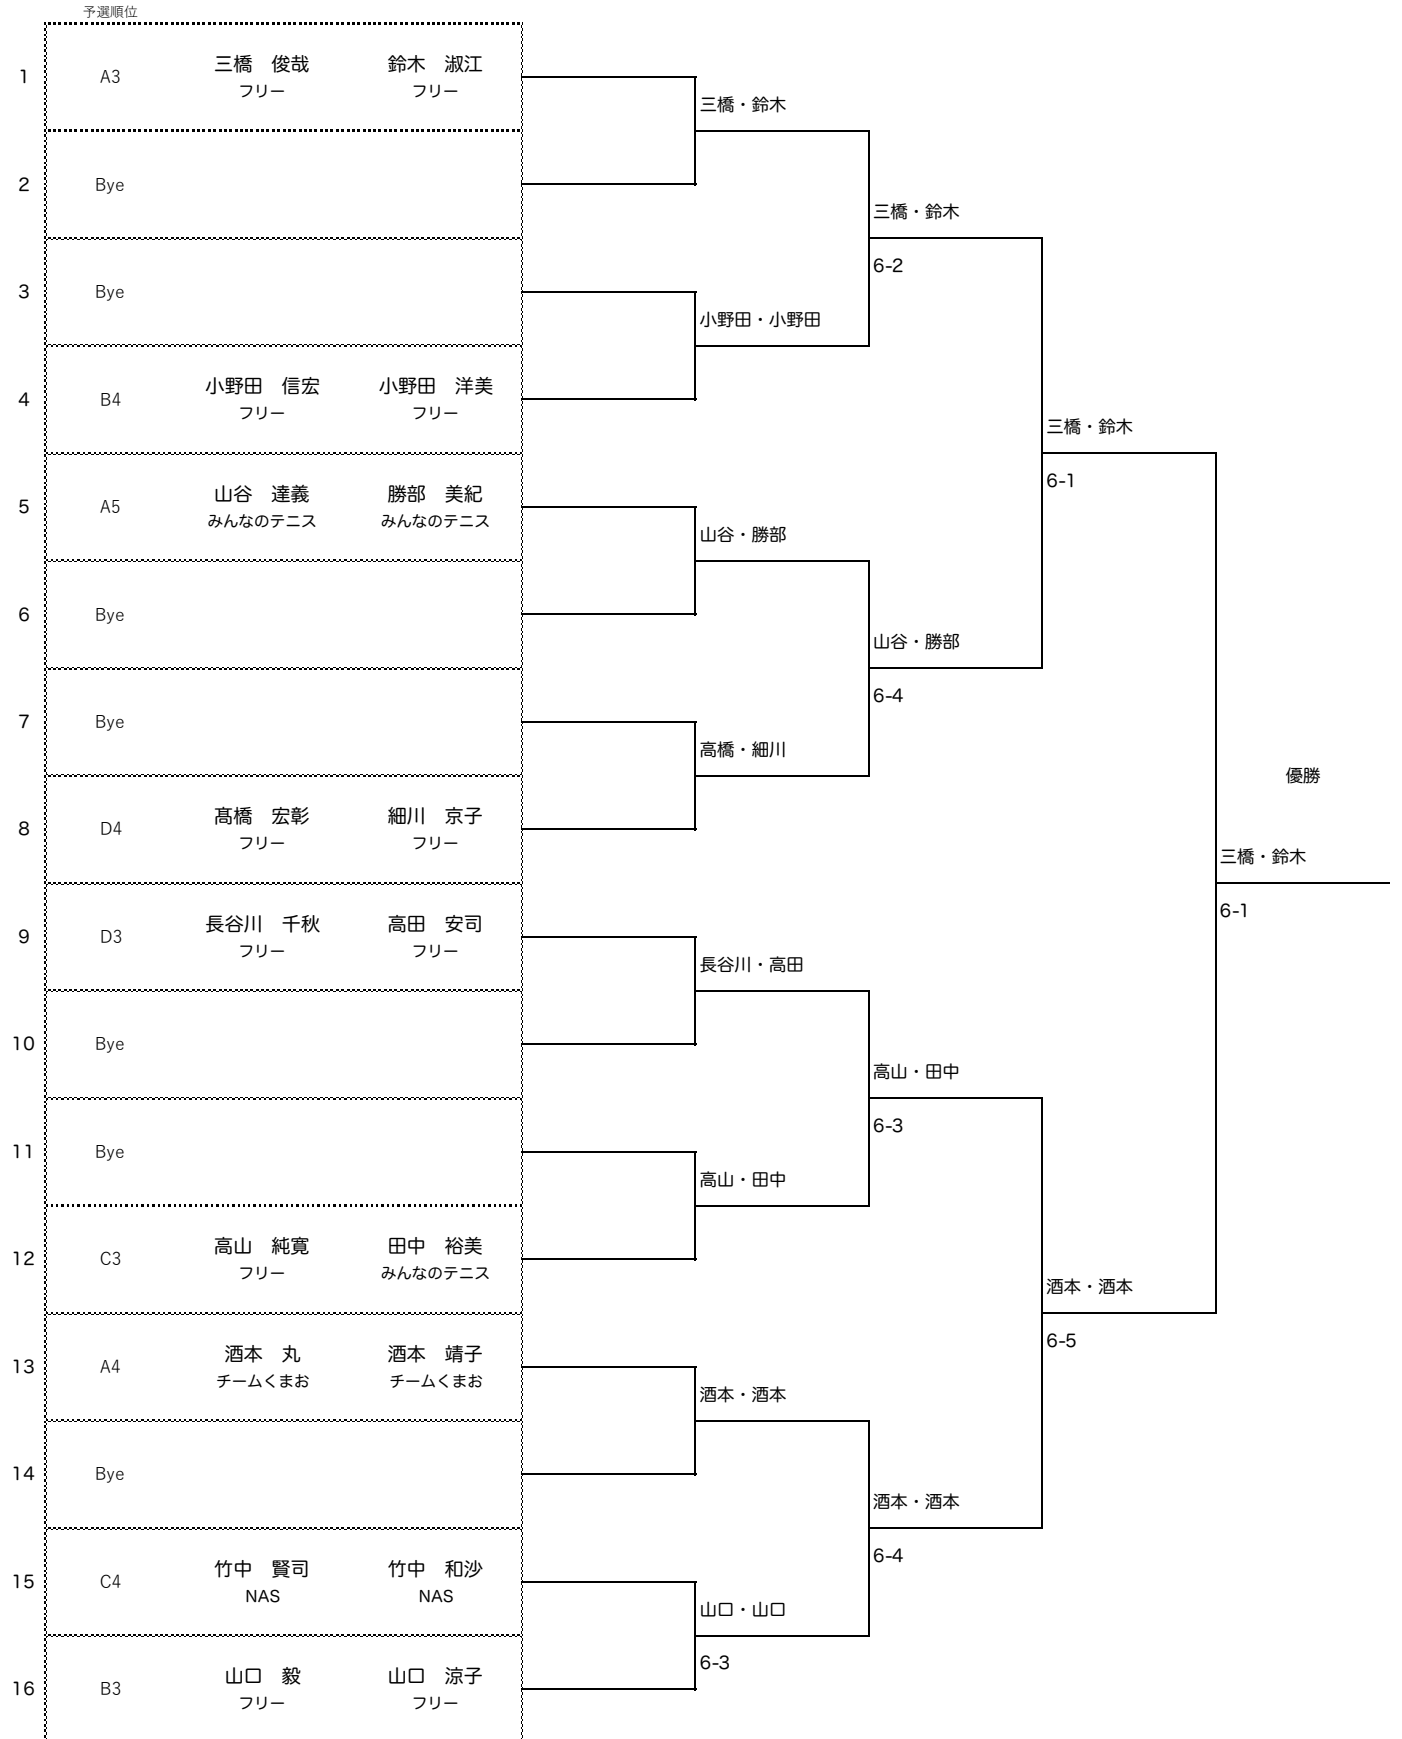 予選順位
1 A3 三橋　俊哉 鈴木　淑江
フリー フリー
三橋・鈴木
2 Bye
三橋・鈴木
6-2
3 Bye
小野田・小野田
4 B4 小野田　信宏 小野田　洋美
フリー フリー
三橋・鈴木
6-1
5 A5 山谷　達義 勝部　美紀
みんなのテニス みんなのテニス
山谷・勝部
6 Bye
山谷・勝部
6-4
7 Bye
高橋・細川
優勝
8 D4 髙橋　宏彰 細川　京子
フリー フリー
三橋・鈴木
6-1
9 D3 長谷川　千秋 高田　安司
フリー フリー
長谷川・高田
10 Bye
高山・田中
6-3
11 Bye
高山・田中
12 C3 高山　純寛 田中　裕美
フリー みんなのテニス
酒本・酒本
6-5
13 A4 酒本　丸 酒本　靖子
チームくまお チームくまお
酒本・酒本
14 Bye
酒本・酒本
6-4
15 C4 竹中　賢司 竹中　和沙
NAS NAS
山口・山口
6-3
16 B3 山口　毅 山口　涼子
フリー フリー